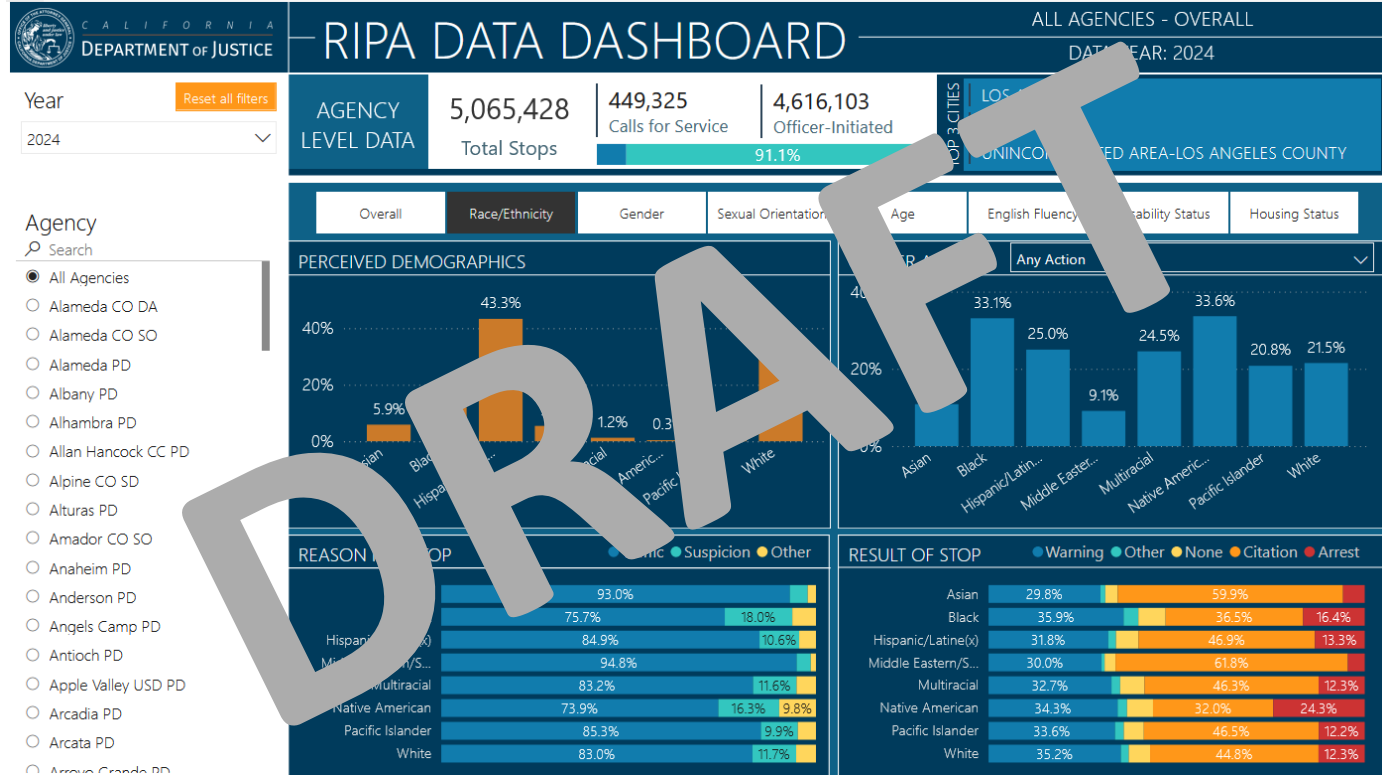 CALIFORNIA
DEPARTMENT OF JUSTICE
RIPA DATA DASHBOARD
ALL AGENCIES - OVERALL
2024
Year
Reset all filters
2024
AGENCY
LEVEL DATA
5,065,428
Total Stops
449,325
Calls for Service
4,616,103
Officer-Initiated
91.1%
3 CITIES
LOS
AREA-LOS ANGELES COUNTY
Agency
Search
All Agencies
Alameda CO DA
Alameda CO SO
Alameda PD
Albany PD
Alhambra PD
Allan Hancock CC PD
Alpine CO SD
Alturas PD
Amador CO SO
Anaheim PD
Anderson PD
Angels Camp PD
Antioch PD
Apple Valley USD PD
Arcadia PD
Arcata PD
Arroyo Grande PD
Overall
Race/Ethnicity
Gender
Sexual Orientation
Age
English Fluency
Status
Housing Status
PERCEIVED DEMOGRAPHICS
40%
20%
0%
5.9%
43.3%
1.2%
White
Any Action
20%
33.1%
25.0%
9.1%
24.5%
33.6%
20.8%
21.5%
Asian
Black
Hispanic/Latin...
Middle Easter...
Multiracial
Native Americ...
Pacific Islander
White
REASON
STOP
Suspicion
Other
93.0%
75.7% 18.0%
84.9% 10.6%
94.8%
Multiracial 83.2% 11.6%
Native American 73.9% 16.3% 9.8%
Pacific Islander 85.3% 9.9%
White 83.0% 11.7%
RESULT OF STOP
Warning Other None Citation Arrest
Asian 29.8% 59.9%
Black 35.9% 36.5% 16.4%
Hispanic/Latine(x) 31.8% 46.9% 13.3%
Middle Eastern/S... 30.0% 61.8%
Multiracial 32.7% 46.3% 12.3%
Native American 34.3% 32.0% 24.3%
Pacific Islander 33.6% 46.5% 12.2%
White 35.2% 44.8% 12.3%
DRAFT